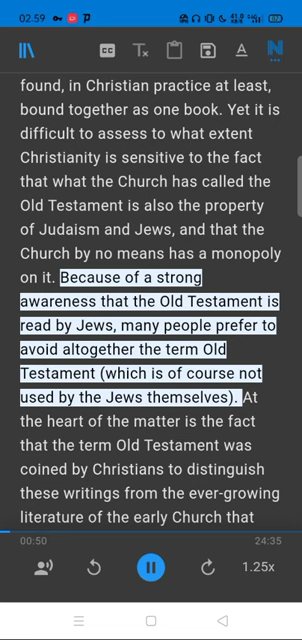 02.59
CC
found, in Christian practice at least,
bound together as one book. Yet it is
difficult to assess to what extent
Christianity is sensitive to the fact
that what the Church has called the
Old Testament is also the property
of Judaism and Jews, and that the
Church by no means has a monopoly
on it. Because of a strong
awareness that the Old Testament is
read by Jews, many people prefer to
avoid altogether the term Old
Testament (which is of course not
used by the Jews themselves). At
the heart of the matter is the fact
that the term Old Testament was
coined by Christians to distinguish
these writings from the ever-growing
literature of the early Church that
00:50 24:35
1.25x